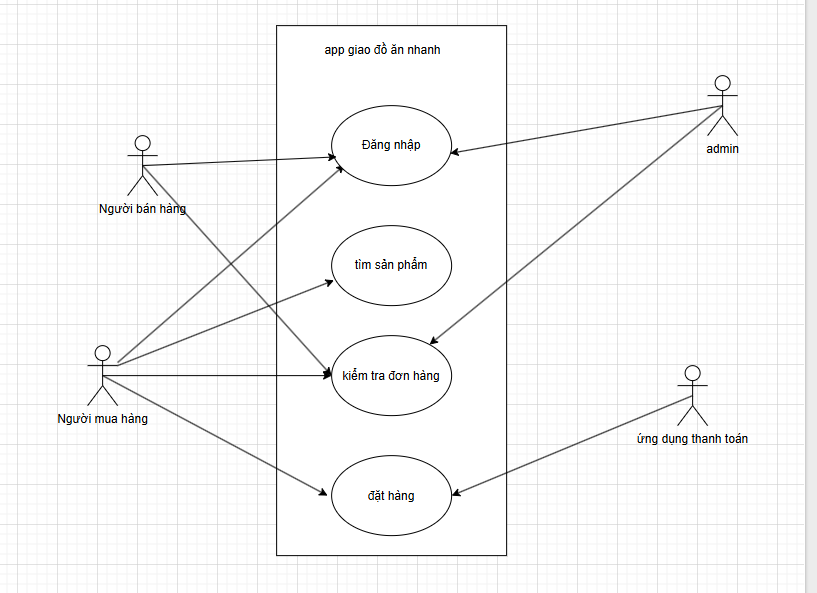 app giao đồ ăn nhanh
Đăng nhập
admin
Người bán hàng
tìm sản phẩm
kiểm tra đơn hàng
Người mua hàng
ứng dụng thanh toán
đặt hàng